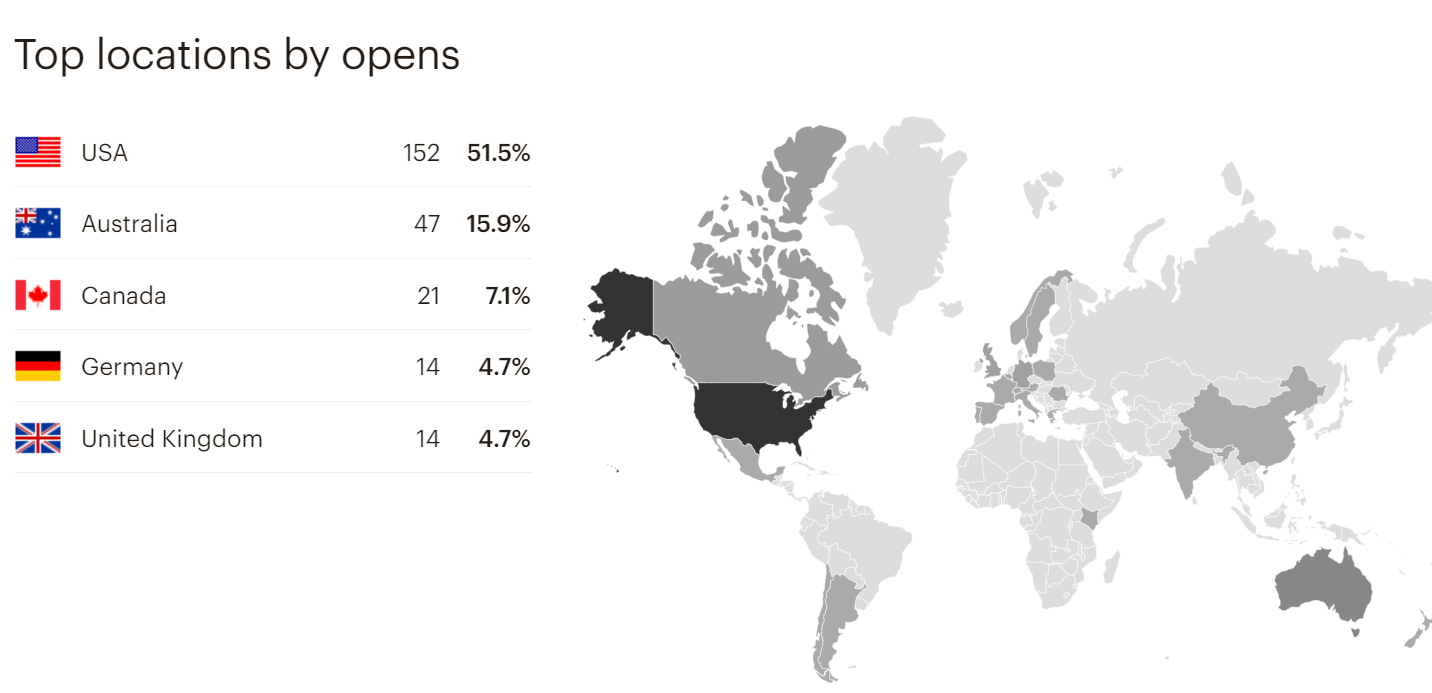 Top locations by opens
USA 152 51.5%
Australia 47 15.9%
Canada 21 7.1%
Germany 14 4.7%
United Kingdom 14 4.7%